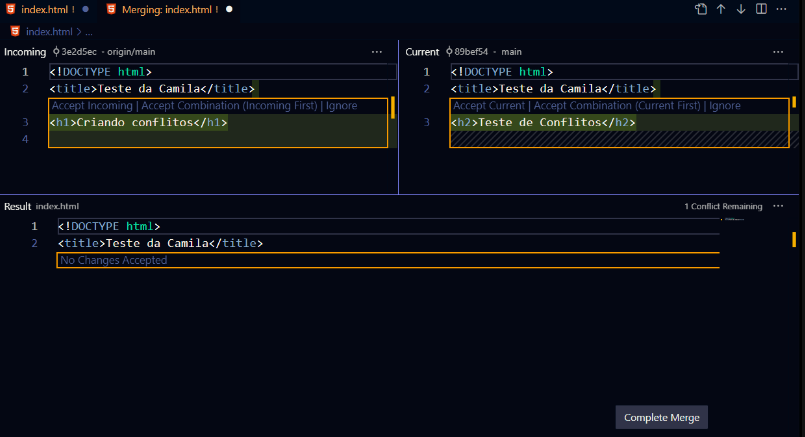 index.html !
Merging: index.html !
index.html > ...
Incoming 3e2d5ec - origin/main ...
1 <!DOCTYPE html>
2 <title>Teste da Camila</title>
Accept Incoming | Accept Combination (Incoming First) | Ignore
3 <h1>Criando conflitos</h1>
4
Current 89bef54 - main ...
1 <!DOCTYPE html>
2 <title>Teste da Camila</title>
Accept Current | Accept Combination (Current First) | Ignore
3 <h2>Teste de Conflitos</h2>
Result index.html 1 Conflict Remaining ...
1 <!DOCTYPE html>
2 <title>Teste da Camila</title>
No Changes Accepted
Complete Merge